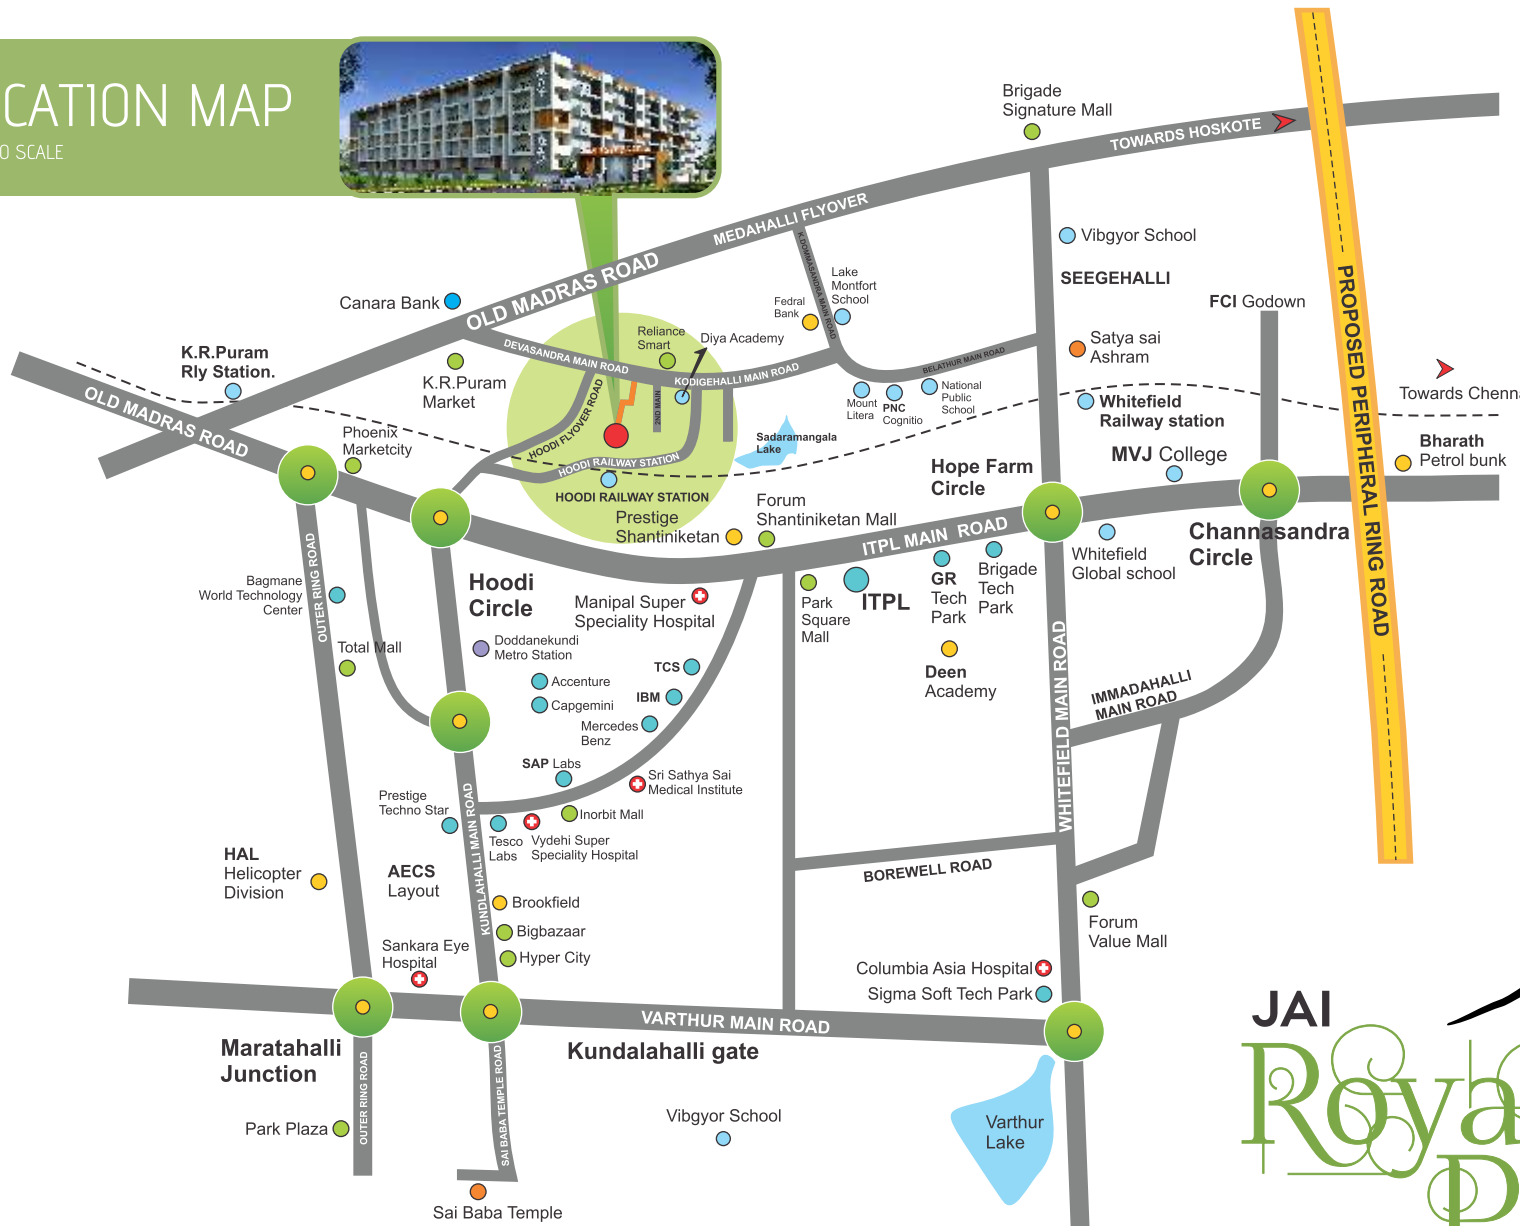 CATION MAP
O SCALE
Brigade
Signature Mall
TOWARDS HOSKOTE
MEDAHALLI FLYOVER
OLD MADRAS ROAD
Vibgyor School
SEEGEHALLI
FCI Godown
PROPOSED PERIPHERAL RING ROAD
Canara Bank
K.DOMMASANDRA MAIN ROAD
Lake
Montfort
School
Fedral
Bank
Reliance
Smart
Diya Academy
DEVASANDRA MAIN ROAD
KODIGEHALLI MAIN ROAD
BELATHUR MAIN ROAD
Satya sai
Ashram
K.R.Puram
Rly Station.
K.R.Puram
Market
OLD MADRAS ROAD
HOODI FLYOVER ROAD
2ND MAIN
Mount
Litera
PNC
Cognitio
National
Public
School
Whitefield
Railway station
Towards Chenn
Phoenix
Marketcity
HOODI RAILWAY STATION
HOODI RAILWAY STATION
Sadaramangala
Lake
Hope Farm
Circle
MVJ College
Bharath
Petrol bunk
Prestige
Shantiniketan
Forum
Shantiniketan Mall
ITPL MAIN ROAD
Channasandra
Circle
Whitefield
Global school
OUTER RING ROAD
Bagmane
World Technology
Center
Hoodi
Circle
Manipal Super
Speciality Hospital
Park
Square
Mall
ITPL
GR
Tech
Park
Brigade
Tech
Park
Total Mall
Doddanekundi
Metro Station
TCS
Accenture
IBM
Capgemini
Mercedes
Benz
Deen
Academy
WHITEFIELD MAIN ROAD
IMMADAHALLI
MAIN ROAD
SAP Labs
Sri Sathya Sai
Medical Institute
Prestige
Techno Star
KUNDLAHALLI MAIN ROAD
Inorbit Mall
Tesco
Labs
Vydehi Super
Speciality Hospital
HAL
Helicopter
Division
AECS
Layout
BOREWELL ROAD
Brookfield
Bigbazaar
Hyper City
Sankara Eye
Hospital
Forum
Value Mall
Columbia Asia Hospital
Sigma Soft Tech Park
VARTHUR MAIN ROAD
Maratahalli
Junction
Kundalahalli gate
OUTER RING ROAD
SAI BABA TEMPLE ROAD
Park Plaza
Vibgyor School
Varthur
Lake
Sai Baba Temple
JAI
Roya